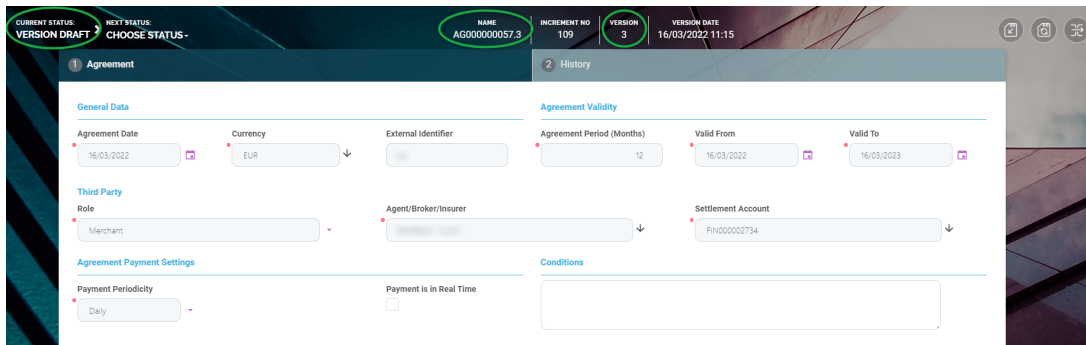 CURRENT STATUS: NEXT STATUS: NAME INCREMENT NO VERSION VERSION DATE
VERSION DRAFT CHOOSE STATUS AG000000057.3 109 3 16/03/2022 11:15
1 Agreement 2 History
General Data Agreement Validity
Agreement Date Currency External Identifier Agreement Period (Months) Valid From Valid To
16/03/2022 EUR 12 16/03/2022 16/03/2023
Third Party
Role Agent/Broker/Insurer Settlement Account
Merchant FIN000002734
Agreement Payment Settings Conditions
Payment Periodicity Payment is in Real Time
Daily